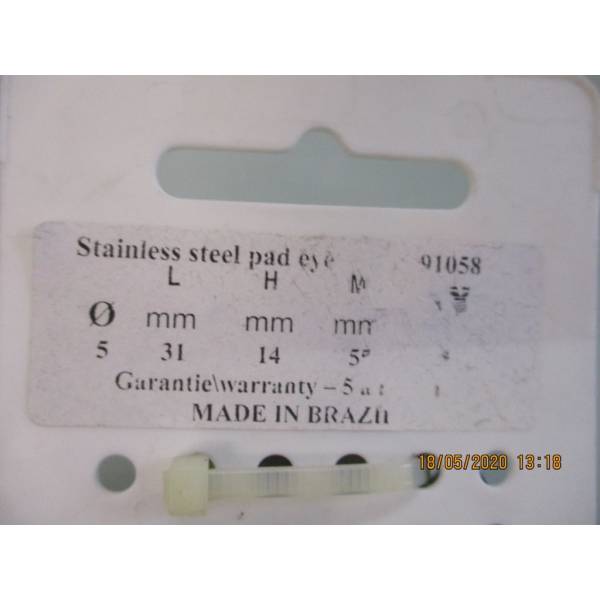 Stainless steel pad eye 91058
L H M
Ø mm mm mm
5 31 14
Garantie\warranty – 5
MADE IN BRAZIL
18/05/2020 13:18